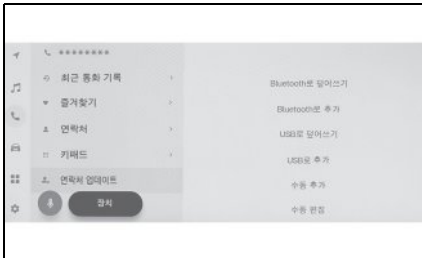 ********
최근 통화 기록
즐겨찾기
연락처
키패드
연락처 업데이트
장치
Bluetooth로 덮어쓰기
Bluetooth로 추가
USB로 덮어쓰기
USB로 추가
수동 추가
수동 편집